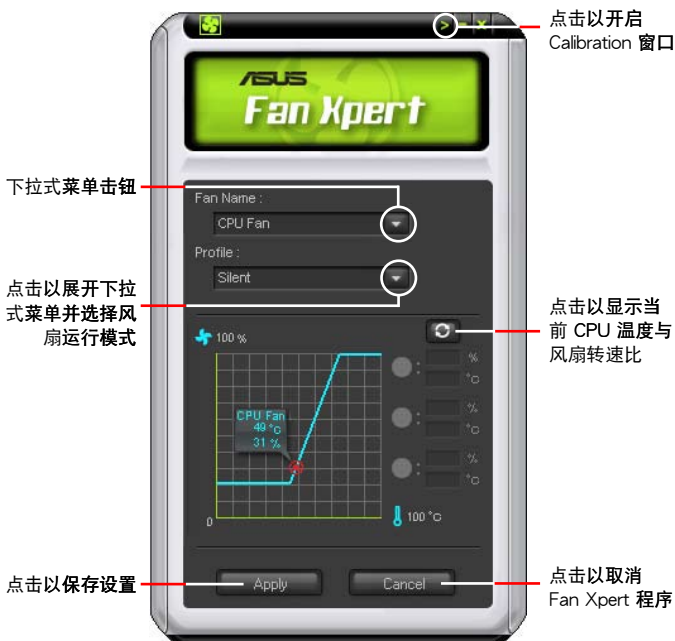 点击以开启
Calibration 窗口
ASUS
Fan Xpert
下拉式菜单击钮
Fan Name :
CPU Fan
Profile :
Silent
点击以展开下拉
式菜单并选择风
扇运行模式
点击以显示当
前 CPU 温度与
风扇转速比
100 %
CPU Fan
49 °C
31 %
: %
°C
: %
°C
: %
°C
0
100 °C
点击以保存设置
Apply
Cancel
点击以取消
Fan Xpert 程序